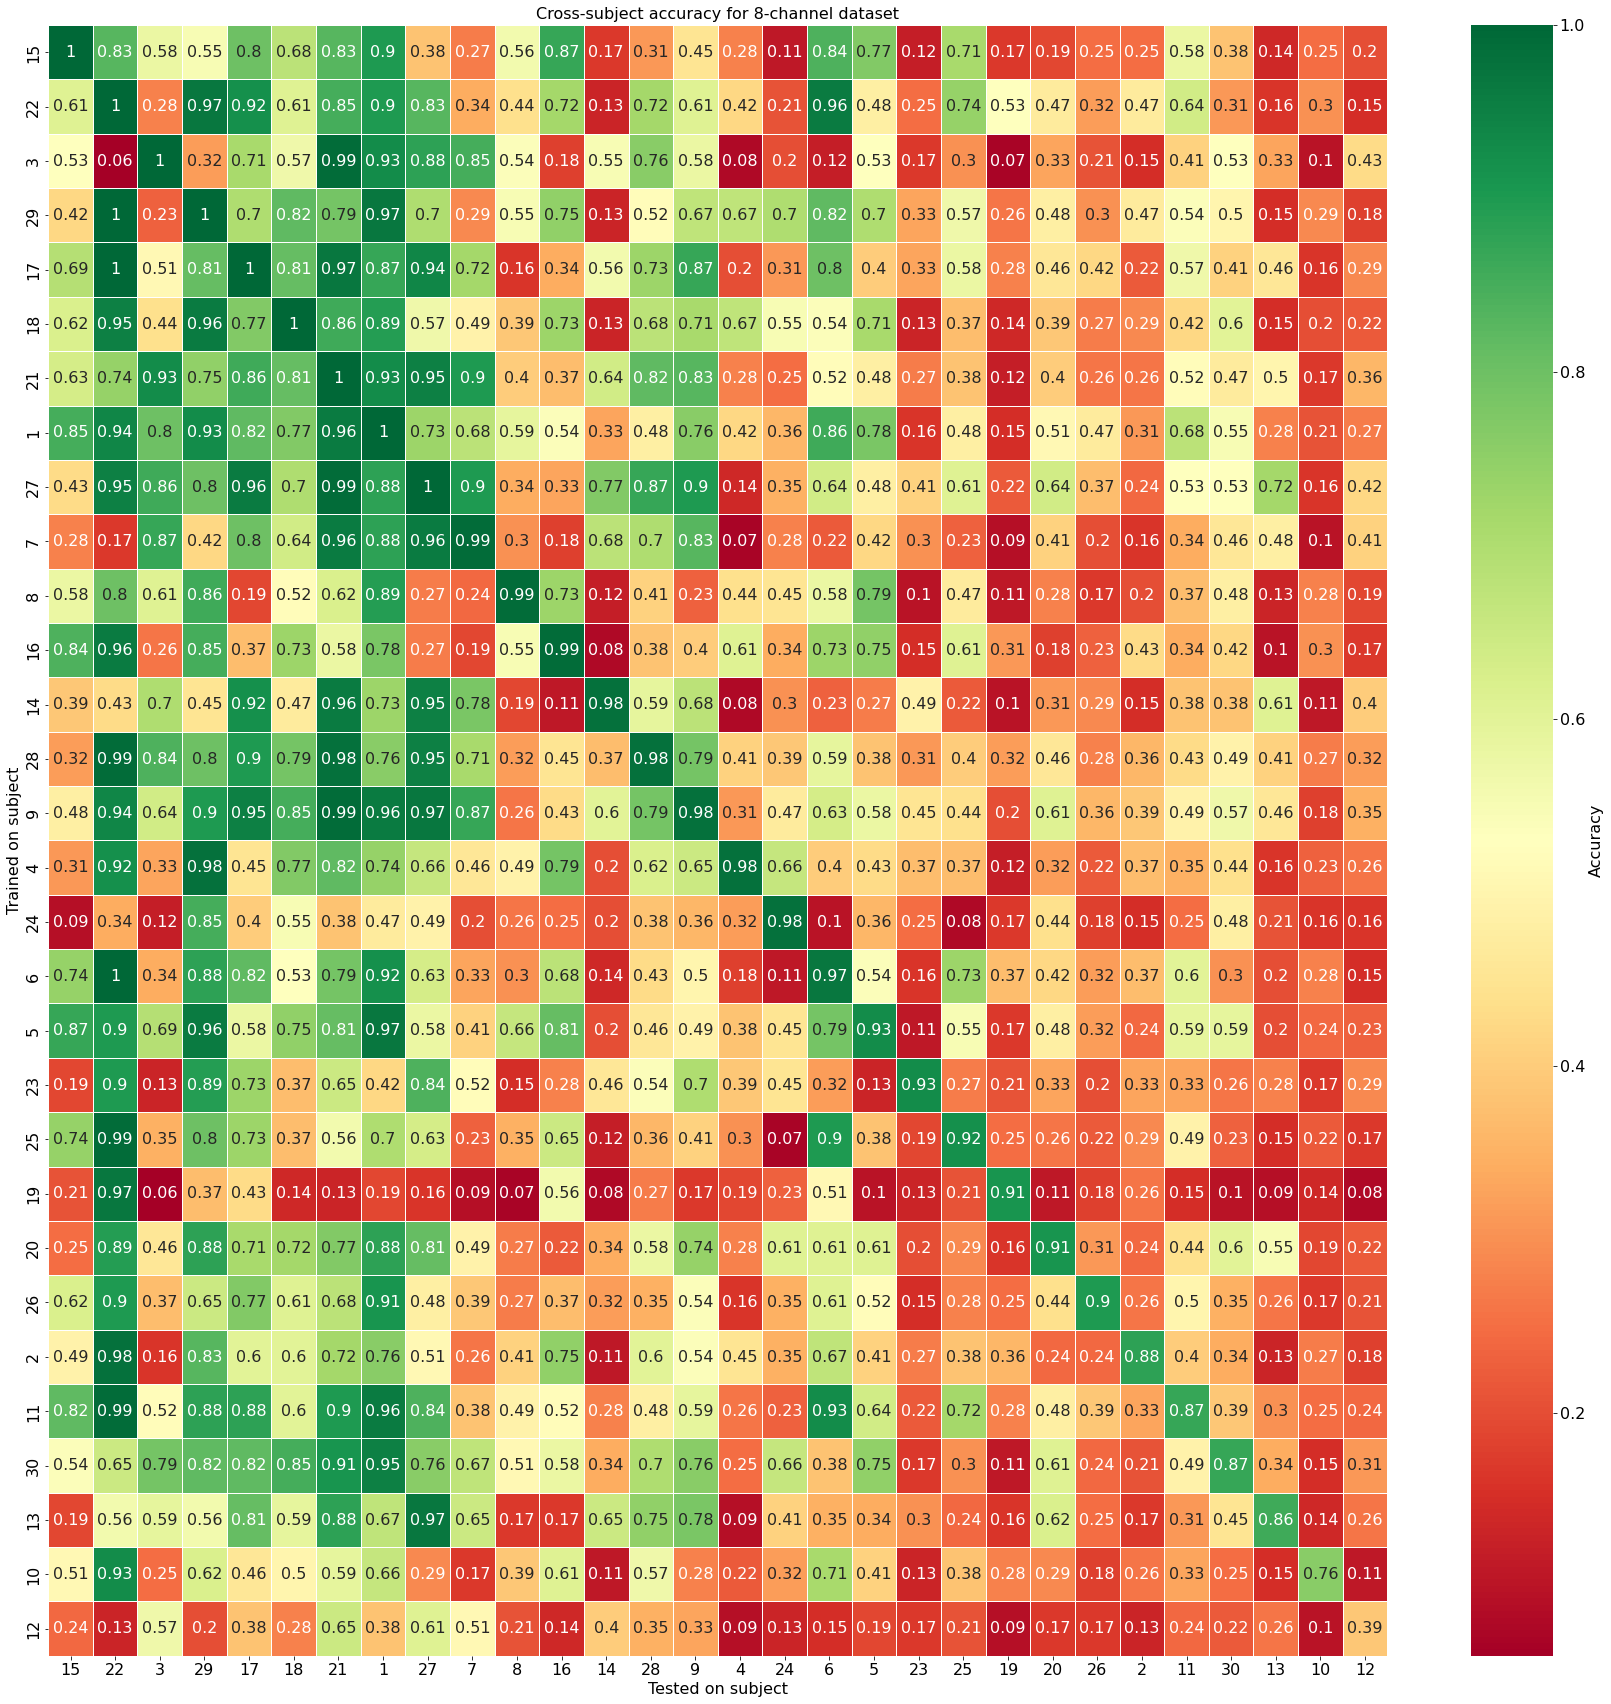 Cross-subject accuracy for 8-channel dataset
15 1 0.83 0.58 0.55 0.8 0.68 0.83 0.9 0.38 0.27 0.56 0.87 0.17 0.31 0.45 0.28 0.11 0.84 0.77 0.12 0.71 0.17 0.19 0.25 0.25 0.58 0.38 0.14 0.25 0.2
22 0.61 1 0.28 0.97 0.92 0.61 0.85 0.9 0.83 0.34 0.44 0.72 0.13 0.72 0.61 0.42 0.21 0.96 0.48 0.25 0.74 0.53 0.47 0.32 0.47 0.64 0.31 0.16 0.3 0.15
3 0.53 0.06 1 0.32 0.71 0.57 0.99 0.93 0.88 0.85 0.54 0.18 0.55 0.76 0.58 0.08 0.2 0.12 0.53 0.17 0.3 0.07 0.33 0.21 0.15 0.41 0.53 0.33 0.1 0.43
29 0.42 1 0.23 1 0.7 0.82 0.79 0.97 0.7 0.29 0.55 0.75 0.13 0.52 0.67 0.67 0.7 0.82 0.7 0.33 0.57 0.26 0.48 0.3 0.47 0.54 0.5 0.15 0.29 0.18
17 0.69 1 0.51 0.81 1 0.81 0.97 0.87 0.94 0.72 0.16 0.34 0.56 0.73 0.87 0.2 0.31 0.8 0.4 0.33 0.58 0.28 0.46 0.42 0.22 0.57 0.41 0.46 0.16 0.29
18 0.62 0.95 0.44 0.96 0.77 1 0.86 0.89 0.57 0.49 0.39 0.73 0.13 0.68 0.71 0.67 0.55 0.54 0.71 0.13 0.37 0.14 0.39 0.27 0.29 0.42 0.6 0.15 0.2 0.22
21 0.63 0.74 0.93 0.75 0.86 0.81 1 0.93 0.95 0.9 0.4 0.37 0.64 0.82 0.83 0.28 0.25 0.52 0.48 0.27 0.38 0.12 0.4 0.26 0.26 0.52 0.47 0.5 0.17 0.36
1 0.85 0.94 0.8 0.93 0.82 0.77 0.96 1 0.73 0.68 0.59 0.54 0.33 0.48 0.76 0.42 0.36 0.86 0.78 0.16 0.48 0.15 0.51 0.47 0.31 0.68 0.55 0.28 0.21 0.27
27 0.43 0.95 0.86 0.8 0.96 0.7 0.99 0.88 1 0.9 0.34 0.33 0.77 0.87 0.9 0.14 0.35 0.64 0.48 0.41 0.61 0.22 0.64 0.37 0.24 0.53 0.53 0.72 0.16 0.42
7 0.28 0.17 0.87 0.42 0.8 0.64 0.96 0.88 0.96 0.99 0.3 0.18 0.68 0.7 0.83 0.07 0.28 0.22 0.42 0.3 0.23 0.09 0.41 0.2 0.16 0.34 0.46 0.48 0.1 0.41
8 0.58 0.8 0.61 0.86 0.19 0.52 0.62 0.89 0.27 0.24 0.99 0.73 0.12 0.41 0.23 0.44 0.45 0.58 0.79 0.1 0.47 0.11 0.28 0.17 0.2 0.37 0.48 0.13 0.28 0.19
16 0.84 0.96 0.26 0.85 0.37 0.73 0.58 0.78 0.27 0.19 0.55 0.99 0.08 0.38 0.4 0.61 0.34 0.73 0.75 0.15 0.61 0.31 0.18 0.23 0.43 0.34 0.42 0.1 0.3 0.17
14 0.39 0.43 0.7 0.45 0.92 0.47 0.96 0.73 0.95 0.78 0.19 0.11 0.98 0.59 0.68 0.08 0.3 0.23 0.27 0.49 0.22 0.1 0.31 0.29 0.15 0.38 0.38 0.61 0.11 0.4
28 0.32 0.99 0.84 0.8 0.9 0.79 0.98 0.76 0.95 0.71 0.32 0.45 0.37 0.98 0.79 0.41 0.39 0.59 0.38 0.31 0.4 0.32 0.46 0.28 0.36 0.43 0.49 0.41 0.27 0.32
9 0.48 0.94 0.64 0.9 0.95 0.85 0.99 0.96 0.97 0.87 0.26 0.43 0.6 0.79 0.98 0.31 0.47 0.63 0.58 0.45 0.44 0.2 0.61 0.36 0.39 0.49 0.57 0.46 0.18 0.35
4 0.31 0.92 0.33 0.98 0.45 0.77 0.82 0.74 0.66 0.46 0.49 0.79 0.2 0.62 0.65 0.98 0.66 0.4 0.43 0.37 0.37 0.12 0.32 0.22 0.37 0.35 0.44 0.16 0.23 0.26
24 0.09 0.34 0.12 0.85 0.4 0.55 0.38 0.47 0.49 0.2 0.26 0.25 0.2 0.38 0.36 0.32 0.98 0.1 0.36 0.25 0.08 0.17 0.44 0.18 0.15 0.25 0.48 0.21 0.16 0.16
6 0.74 1 0.34 0.88 0.82 0.53 0.79 0.92 0.63 0.33 0.3 0.68 0.14 0.43 0.5 0.18 0.11 0.97 0.54 0.16 0.73 0.37 0.42 0.32 0.37 0.6 0.3 0.2 0.28 0.15
5 0.87 0.9 0.69 0.96 0.58 0.75 0.81 0.97 0.58 0.41 0.66 0.81 0.2 0.46 0.49 0.38 0.45 0.79 0.93 0.11 0.55 0.17 0.48 0.32 0.24 0.59 0.59 0.2 0.24 0.23
23 0.19 0.9 0.13 0.89 0.73 0.37 0.65 0.42 0.84 0.52 0.15 0.28 0.46 0.54 0.7 0.39 0.45 0.32 0.13 0.93 0.27 0.21 0.33 0.2 0.33 0.33 0.26 0.28 0.17 0.29
25 0.74 0.99 0.35 0.8 0.73 0.37 0.56 0.7 0.63 0.23 0.35 0.65 0.12 0.36 0.41 0.3 0.07 0.9 0.38 0.19 0.92 0.25 0.26 0.22 0.29 0.49 0.23 0.15 0.22 0.17
19 0.21 0.97 0.06 0.37 0.43 0.14 0.13 0.19 0.16 0.09 0.07 0.56 0.08 0.27 0.17 0.19 0.23 0.51 0.1 0.13 0.21 0.91 0.11 0.18 0.26 0.15 0.1 0.09 0.14 0.08
20 0.25 0.89 0.46 0.88 0.71 0.72 0.77 0.88 0.81 0.49 0.27 0.22 0.34 0.58 0.74 0.28 0.61 0.61 0.61 0.2 0.29 0.16 0.91 0.31 0.24 0.44 0.6 0.55 0.19 0.22
26 0.62 0.9 0.37 0.65 0.77 0.61 0.68 0.91 0.48 0.39 0.27 0.37 0.32 0.35 0.54 0.16 0.35 0.61 0.52 0.15 0.28 0.25 0.44 0.9 0.26 0.5 0.35 0.26 0.17 0.21
2 0.49 0.98 0.16 0.83 0.6 0.6 0.72 0.76 0.51 0.26 0.41 0.75 0.11 0.6 0.54 0.45 0.35 0.67 0.41 0.27 0.38 0.36 0.24 0.24 0.88 0.4 0.34 0.13 0.27 0.18
11 0.82 0.99 0.52 0.88 0.88 0.6 0.9 0.96 0.84 0.38 0.49 0.52 0.28 0.48 0.59 0.26 0.23 0.93 0.64 0.22 0.72 0.28 0.48 0.39 0.33 0.87 0.39 0.3 0.25 0.24
30 0.54 0.65 0.79 0.82 0.82 0.85 0.91 0.95 0.76 0.67 0.51 0.58 0.34 0.7 0.76 0.25 0.66 0.38 0.75 0.17 0.3 0.11 0.61 0.24 0.21 0.49 0.87 0.34 0.15 0.31
13 0.19 0.56 0.59 0.56 0.81 0.59 0.88 0.67 0.97 0.65 0.17 0.17 0.65 0.75 0.78 0.09 0.41 0.35 0.34 0.3 0.24 0.16 0.62 0.25 0.17 0.31 0.45 0.86 0.14 0.26
10 0.51 0.93 0.25 0.62 0.46 0.5 0.59 0.66 0.29 0.17 0.39 0.61 0.11 0.57 0.28 0.22 0.32 0.71 0.41 0.13 0.38 0.28 0.29 0.18 0.26 0.33 0.25 0.15 0.76 0.11
12 0.24 0.13 0.57 0.2 0.38 0.28 0.65 0.38 0.61 0.51 0.21 0.14 0.4 0.35 0.33 0.09 0.13 0.15 0.19 0.17 0.21 0.09 0.17 0.17 0.13 0.24 0.22 0.26 0.1 0.39
15 22 3 29 17 18 21 1 27 7 8 16 14 28 9 4 24 6 5 23 25 19 20 26 2 11 30 13 10 12
Tested on subject
Trained on subject
1.0
0.8
0.6
0.4
0.2
Accuracy